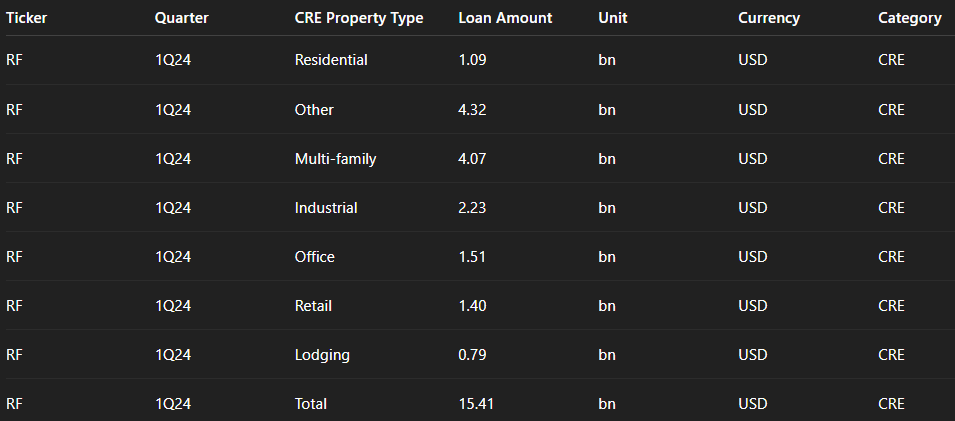 Ticker Quarter CRE Property Type Loan Amount Unit Currency Category
RF 1Q24 Residential 1.09 bn USD CRE
RF 1Q24 Other 4.32 bn USD CRE
RF 1Q24 Multi-family 4.07 bn USD CRE
RF 1Q24 Industrial 2.23 bn USD CRE
RF 1Q24 Office 1.51 bn USD CRE
RF 1Q24 Retail 1.40 bn USD CRE
RF 1Q24 Lodging 0.79 bn USD CRE
RF 1Q24 Total 15.41 bn USD CRE